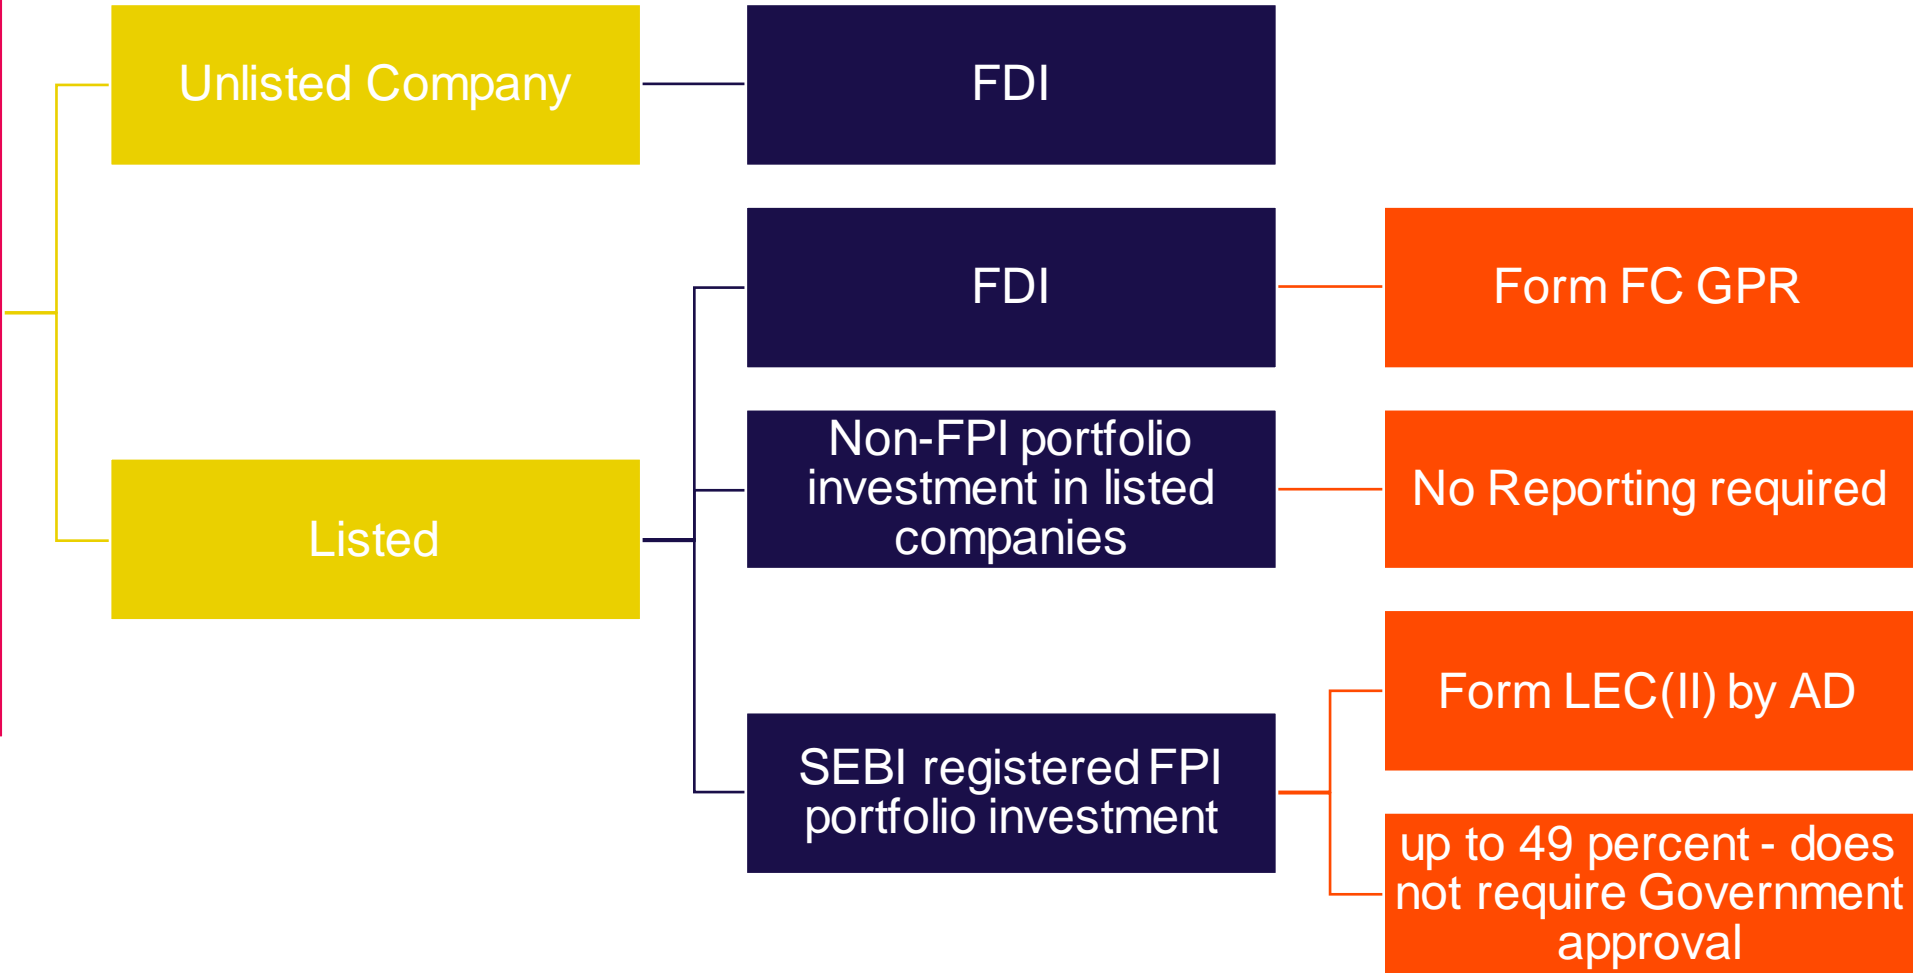 Unlisted Company
FDI
FDI
Form FC GPR
Listed
Non-FPI portfolio
investment in listed
companies
No Reporting required
SEBI registered FPI
portfolio investment
Form LEC(II) by AD
up to 49 percent - does
not require Government
approval